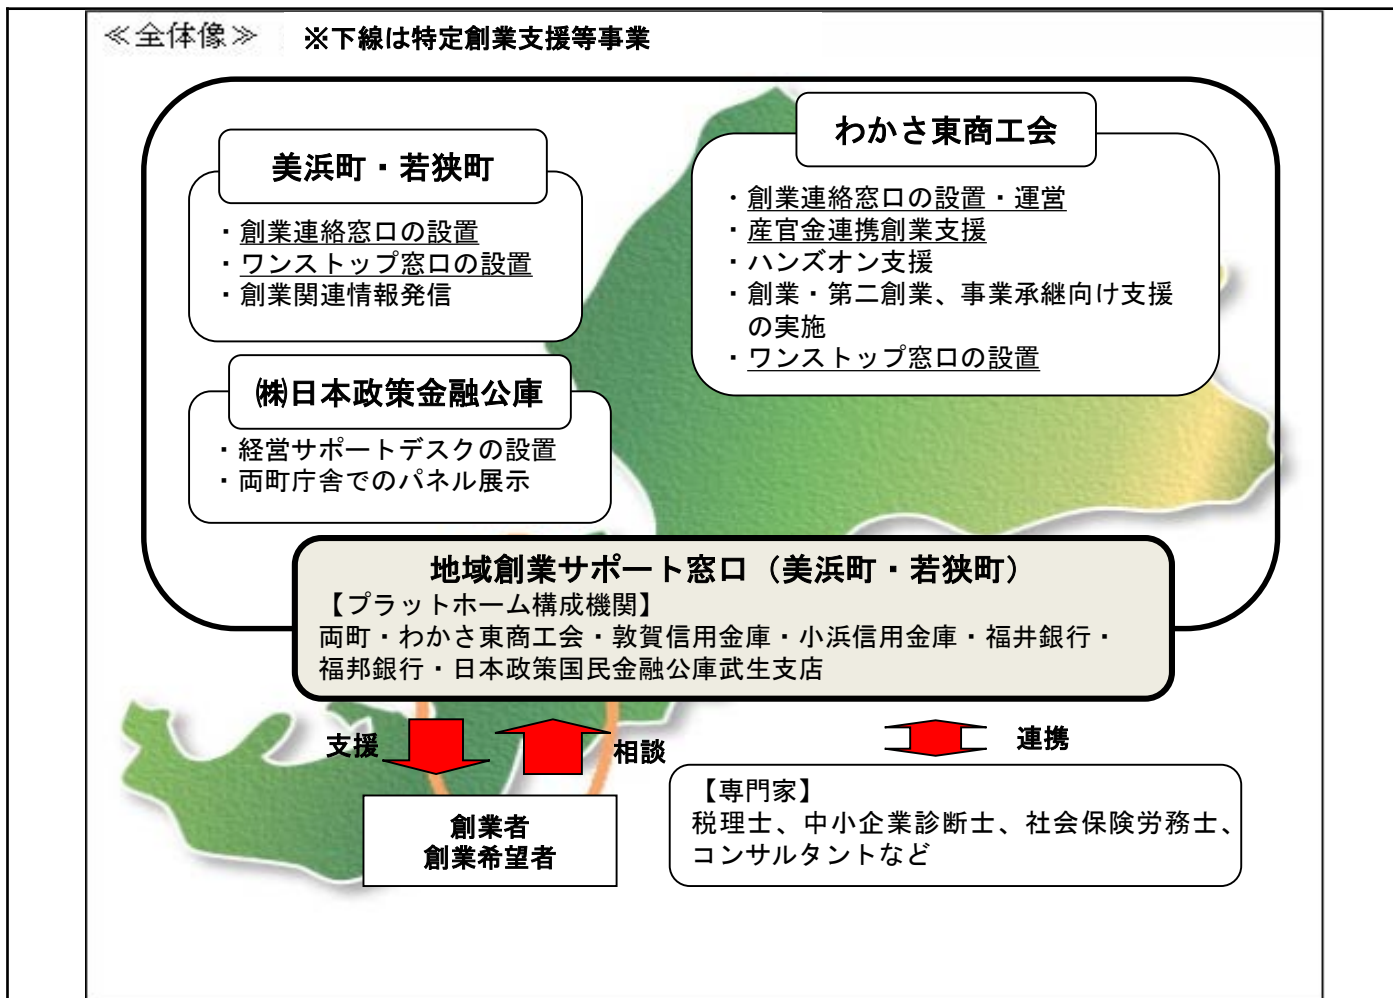 ≪全体像≫ ※下線は特定創業支援等事業
美浜町・若狭町
・創業連絡窓口の設置
・ワンストップ窓口の設置
・創業関連情報発信
わかさ東商工会
・創業連絡窓口の設置・運営
・産官金連携創業支援
・ハンズオン支援
・創業・第二創業、事業承継向け支援
の実施
・ワンストップ窓口の設置
㈱日本政策金融公庫
・経営サポートデスクの設置
・両町庁舎でのパネル展示
地域創業サポート窓口（美浜町・若狭町）
【プラットホーム構成機関】
両町・わかさ東商工会・敦賀信用金庫・小浜信用金庫・福井銀行・
福邦銀行・日本政策国民金融公庫武生支店
支援
相談
連携
創業者
創業希望者
【専門家】
税理士、中小企業診断士、社会保険労務士、
コンサルタントなど